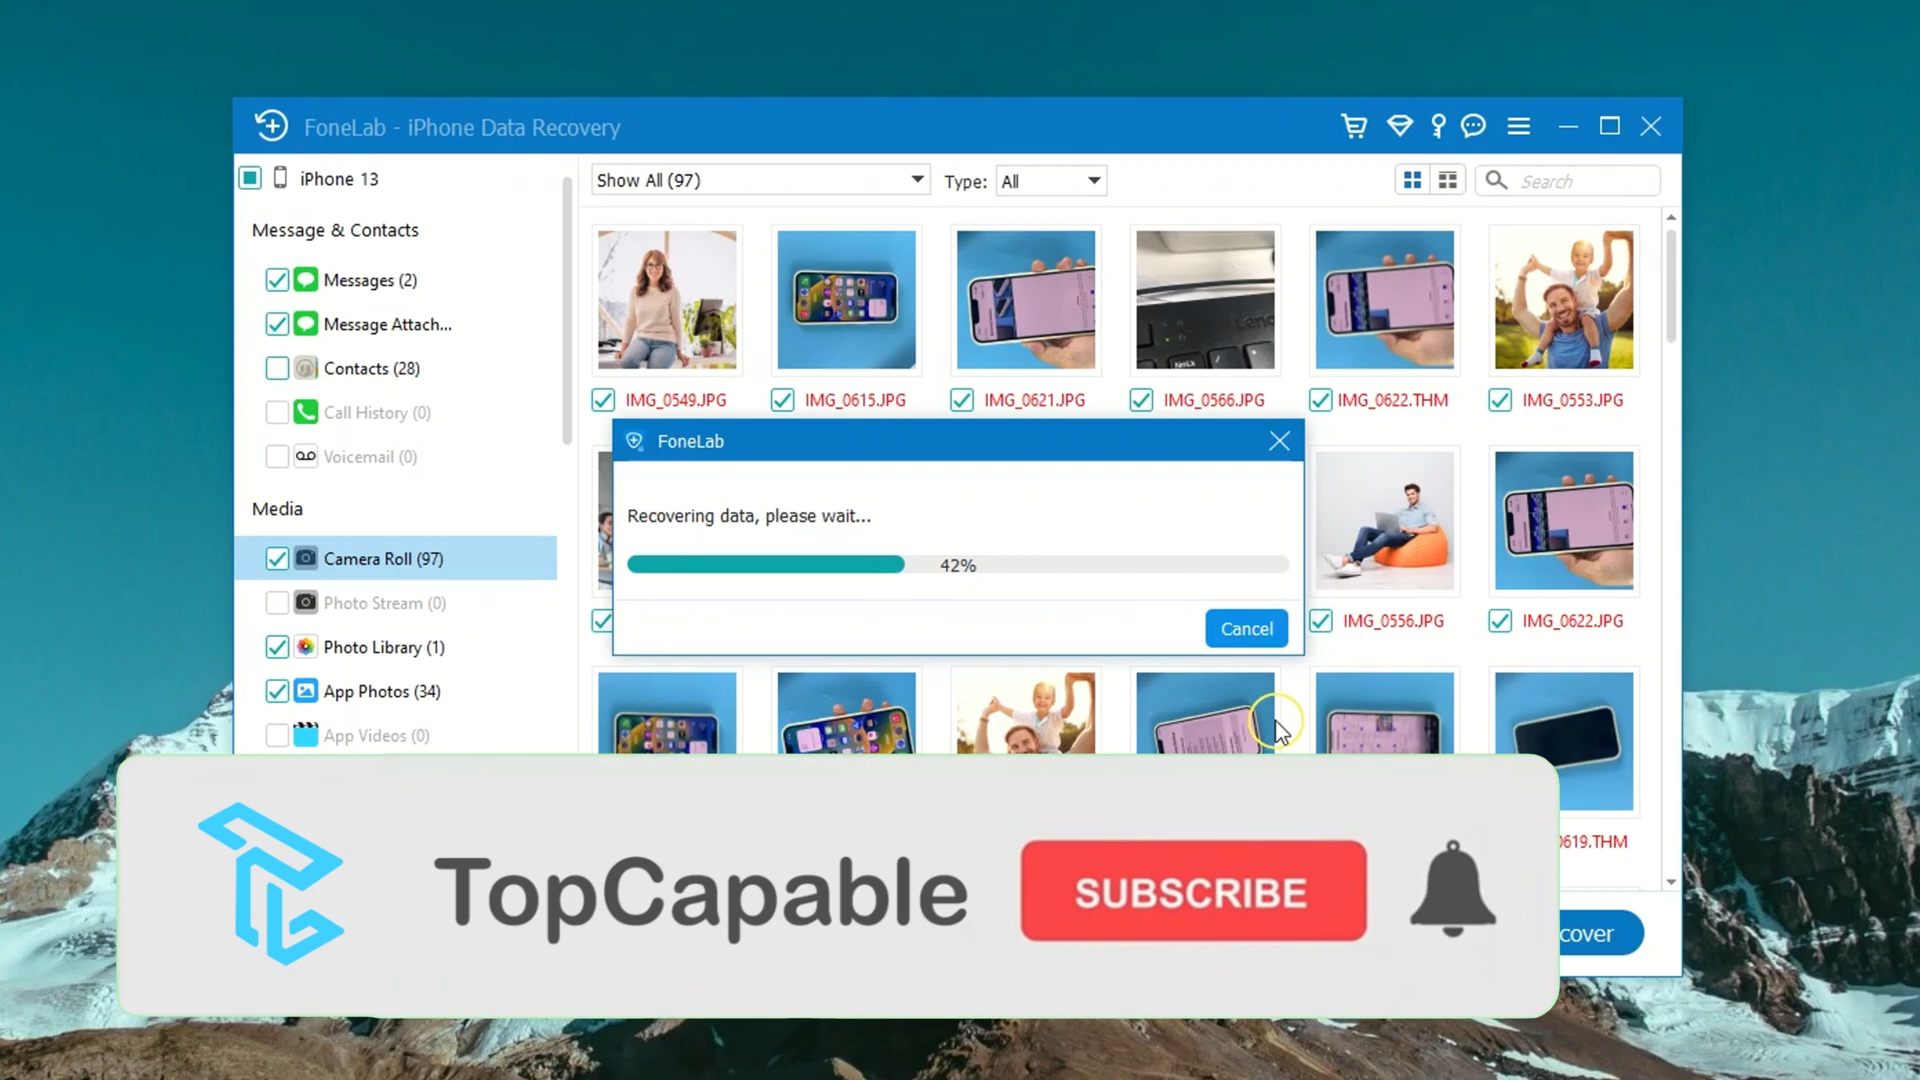 FoneLab - iPhone Data Recovery
iPhone 13
Show All (97)
Type:
All
Search
Message & Contacts
Messages (2)
Message Attach...
Contacts (28)
Call History (0)
Voicemail (0)
Media
Camera Roll (97)
Photo Stream (0)
Photo Library (1)
App Photos (34)
App Videos (0)
IMG_0549.JPG
IMG_0615.JPG
IMG_0621.JPG
IMG_0566.JPG
IMG_0622.THM
IMG_0553.JPG
FoneLab
Recovering data, please wait...
42%
Cancel
IMG_0556.JPG
IMG_0622.JPG
0619.THM
cover
TopCapable
SUBSCRIBE